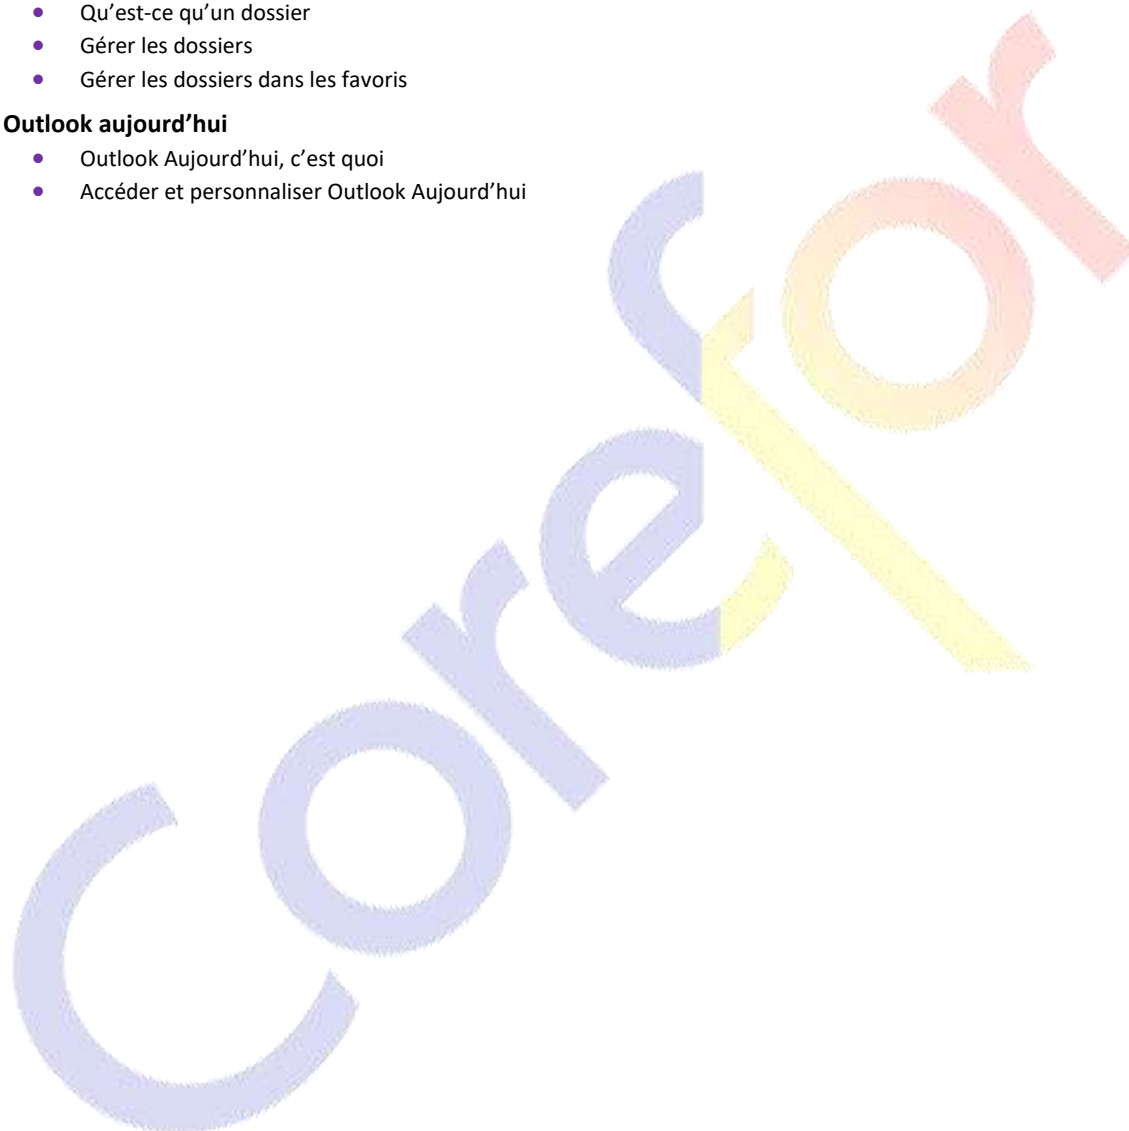 • Qu’est-ce qu’un dossier
• Gérer les dossiers
• Gérer les dossiers dans les favoris
Outlook aujourd’hui
• Outlook Aujourd’hui, c’est quoi
• Accéder et personnaliser Outlook Aujourd’hui
Corefor